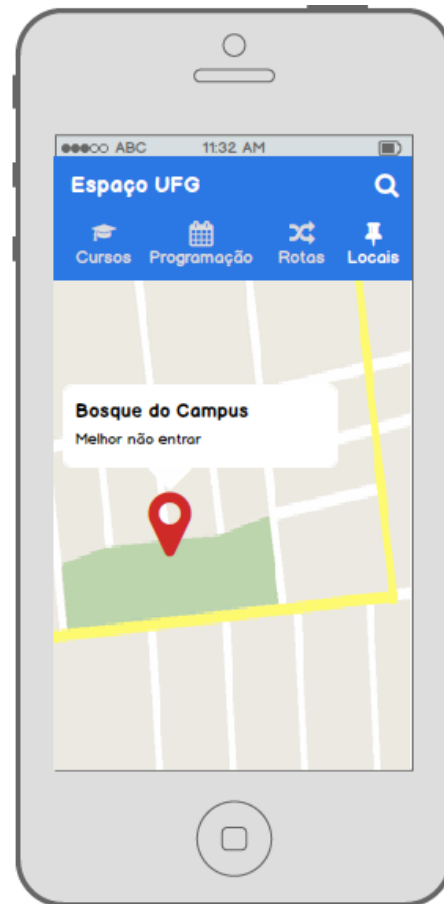 ABC 11:32 AM
Espaço UFG
Cursos Programação Rotas Locais
Bosque do Campus
Melhor não entrar